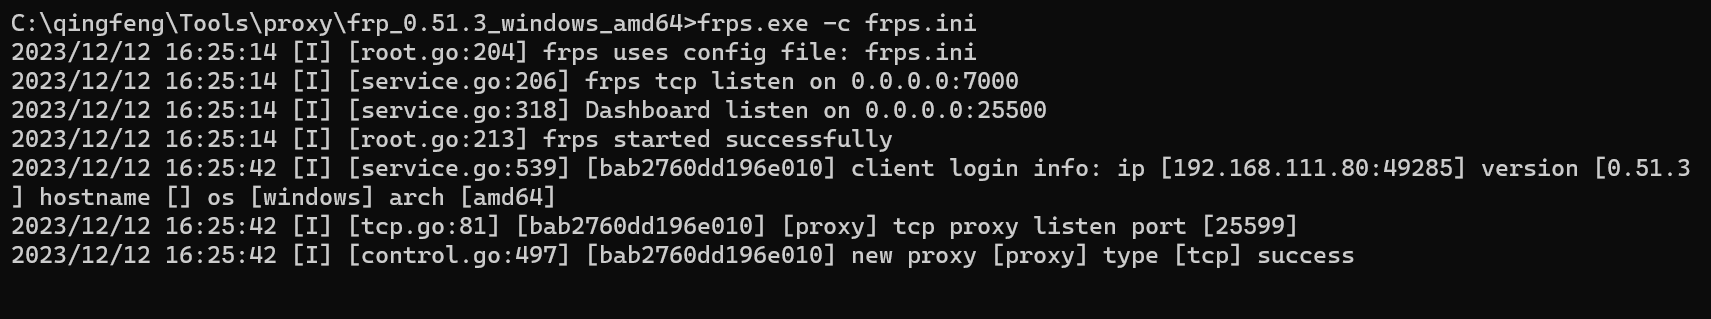 C:\qingfeng\Tools\proxy\frp_0.51.3_windows_amd64>frps.exe -c frps.ini
2023/12/12 16:25:14 [I] [root.go:204] frps uses config file: frps.ini
2023/12/12 16:25:14 [I] [service.go:206] frps tcp listen on 0.0.0.0:7000
2023/12/12 16:25:14 [I] [service.go:318] Dashboard listen on 0.0.0.0:25500
2023/12/12 16:25:14 [I] [root.go:213] frps started successfully
2023/12/12 16:25:42 [I] [service.go:539] [bab2760dd196e010] client login info: ip [192.168.111.80:49285] version [0.51.3
] hostname [] os [windows] arch [amd64]
2023/12/12 16:25:42 [I] [tcp.go:81] [bab2760dd196e010] [proxy] tcp proxy listen port [25599]
2023/12/12 16:25:42 [I] [control.go:497] [bab2760dd196e010] new proxy [proxy] type [tcp] success